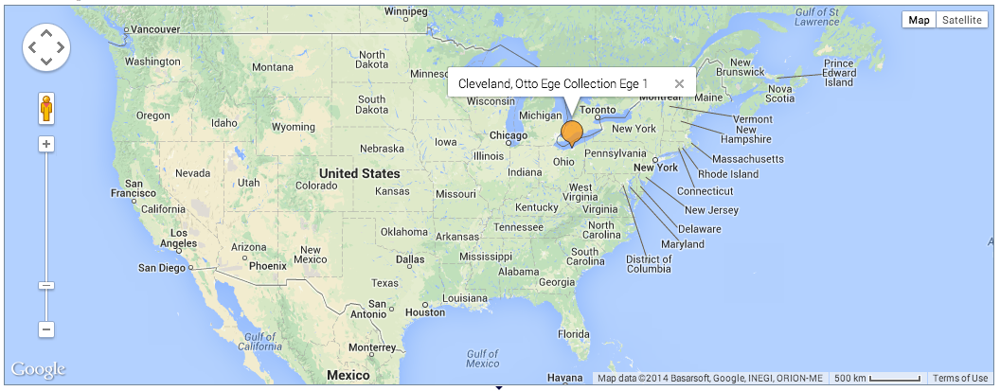 Winnipeg
Gulf of St
Lawrence
Map
Satellite
Vancouver
Washington
Montana
North
Dakota
Minnes
Cleveland, Otto Ege Collection Ege 1
New
Brunswick
Prince
Edward
Island
Nova
Scotia
South
Dakota
Wisconsin
Montreal
Maine
Oregon
Idaho
Wyoming
Michigan
Toronto
Vermont
New
Hampshire
New York
Chicago
Iowa
Nebraska
Illinois
Ohio
Pennsylvania
Massachusetts
New York
Rhode Island
Nevada
Utah
Colorado
United States
Kansas
Indiana
Missouri
West
Virginia
Connecticut
San
Francisco
California
Kentucky
Virginia
New Jersey
Los
Angeles
Oklahoma
Arkansas
Tennessee
North
Carolina
Delaware
Maryland
Arizona
New
Mexico
Phoenix
San Diego
Dallas
Mississippi
South
Carolina
District of
Columbia
Alabama
Georgia
Texas
Louisiana
San
Antonio
Houston
Florida
Gulf of
California
Monterrey
Gulf of
Mexico
Google
Mexico
Havana
Map data ©2014 Basarsoft, Google, INEGI, ORION-ME
500 km
Terms of Use